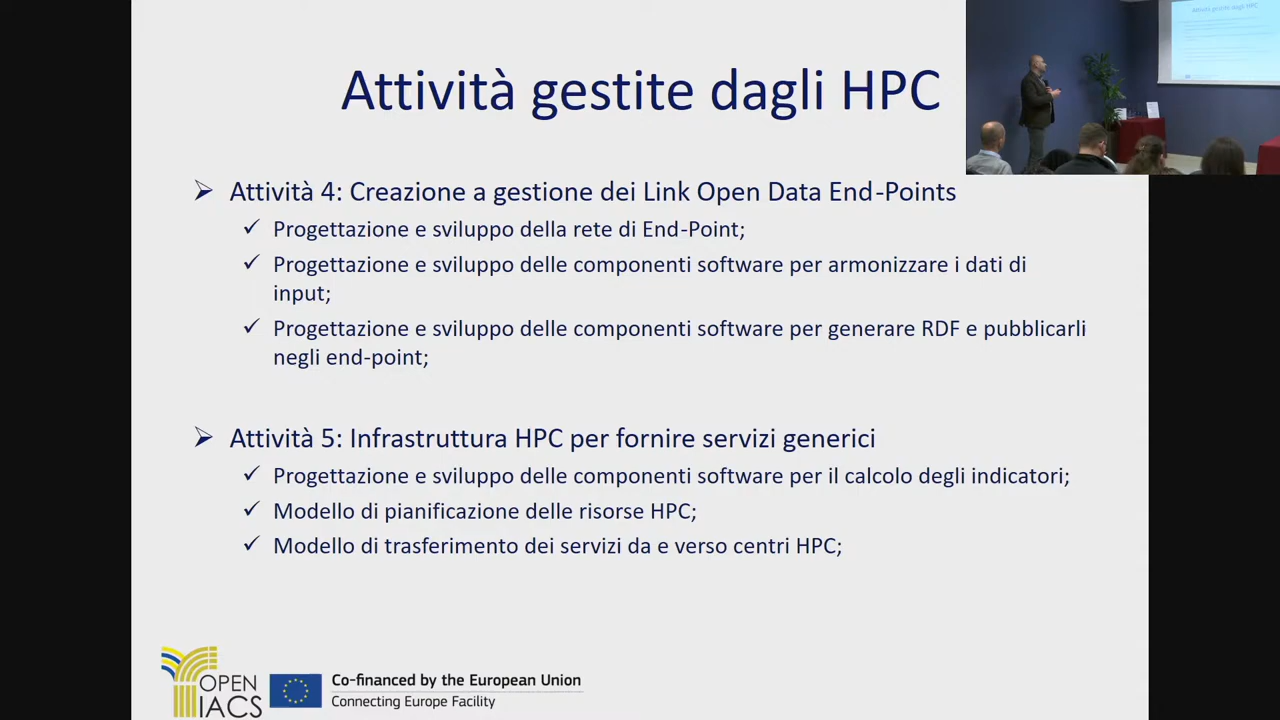 Attività gestite dagli HPC
Attività gestite dagli HPC
Attività 4: Creazione a gestione dei Link Open Data End-Points
Progettazione e sviluppo della rete di End-Point;
Progettazione e sviluppo delle componenti software per armonizzare i dati di
input;
Progettazione e sviluppo delle componenti software per generare RDF e pubblicarli
negli end-point;
Attività 5: Infrastruttura HPC per fornire servizi generici
Progettazione e sviluppo delle componenti software per il calcolo degli indicatori;
Modello di pianificazione delle risorse HPC;
Modello di trasferimento dei servizi da e verso centri HPC;
OPEN
IACS
Co-financed by the European Union
Connecting Europe Facility